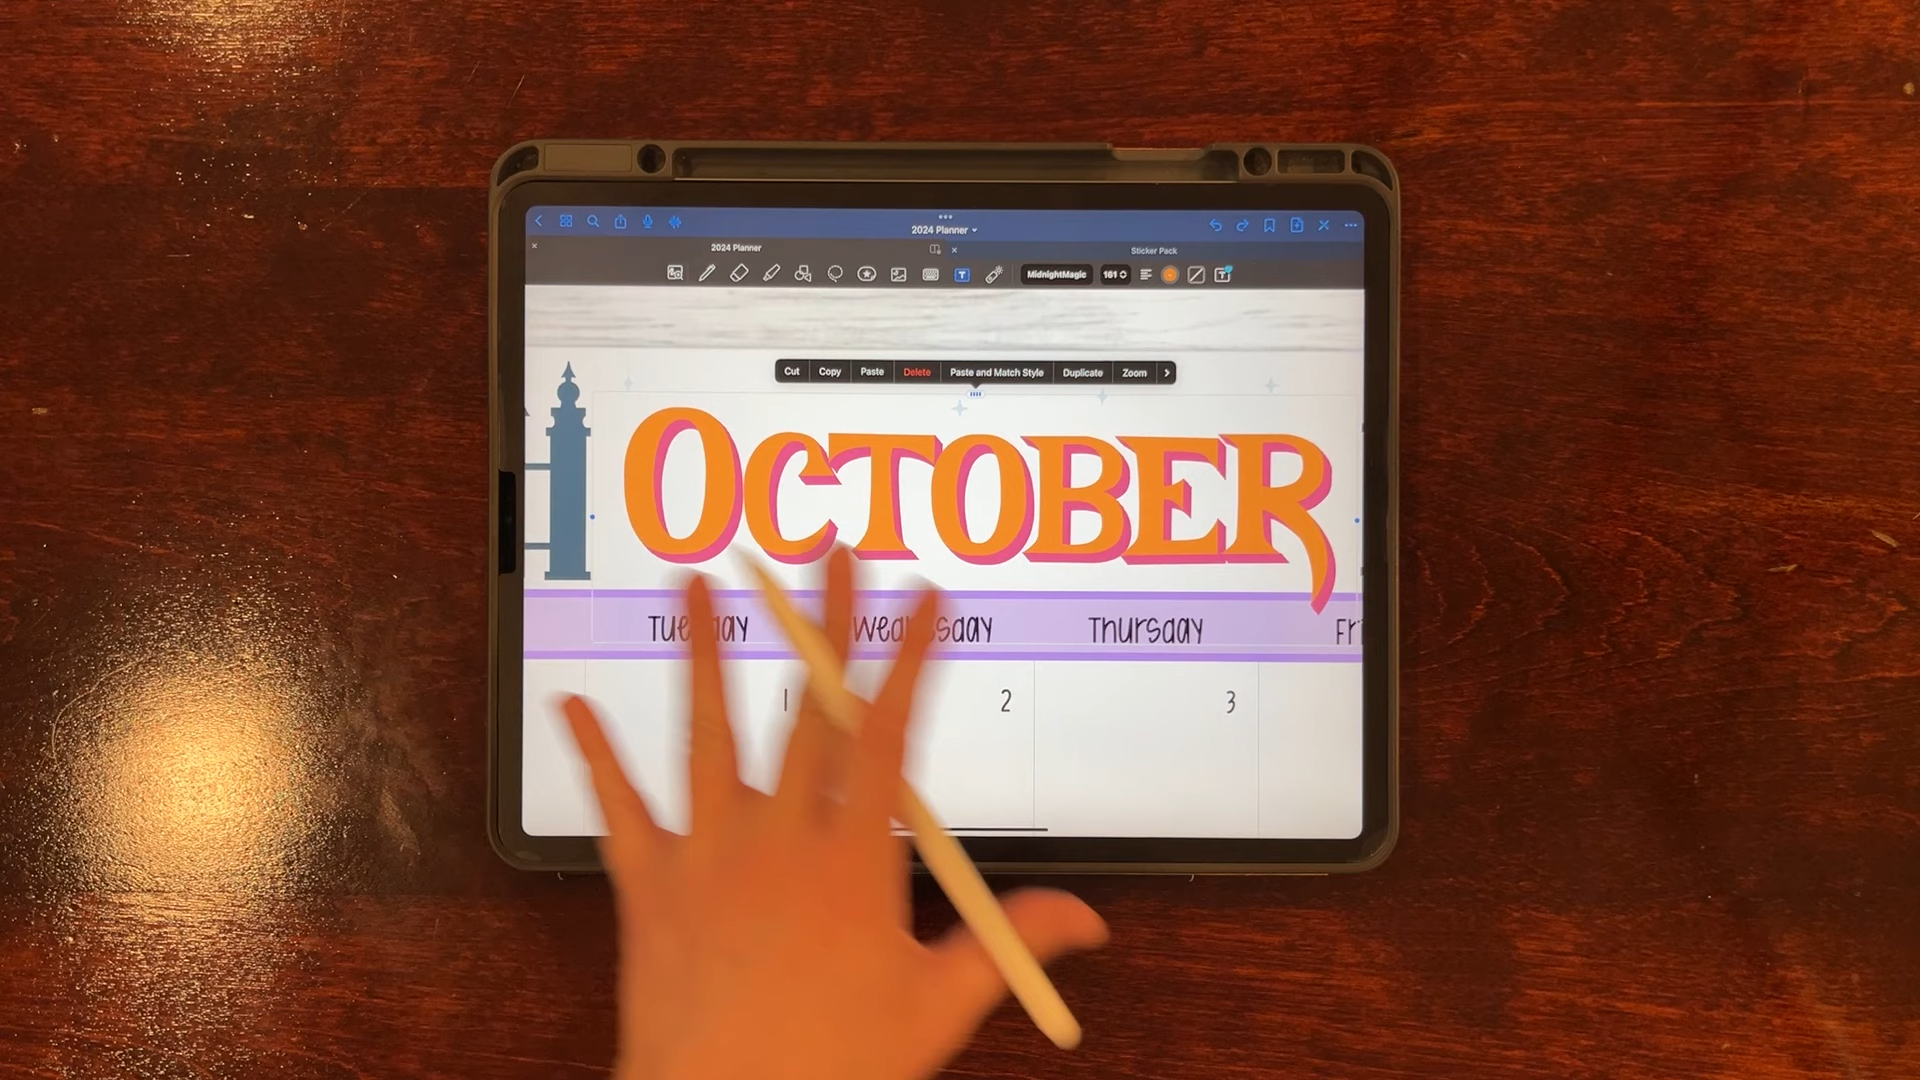 2024 Planner
2024 Planner
Sticker Pack
MidnightMagic 161
Cut Copy Paste Delete Paste and Match Style Duplicate Zoom
OCTOBER
Thursday
1 2 3